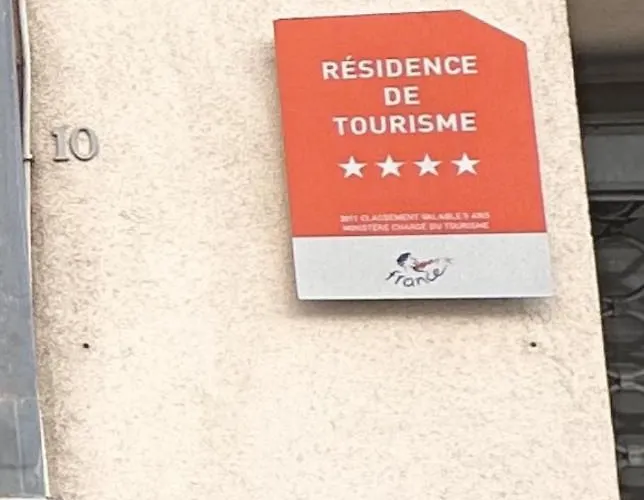 10
RÉSIDENCE
DE
TOURISME
2011 CLASSEMENT VALABLE 5 ANS
MINISTÈRE CHARGÉ DU TOURISME
france